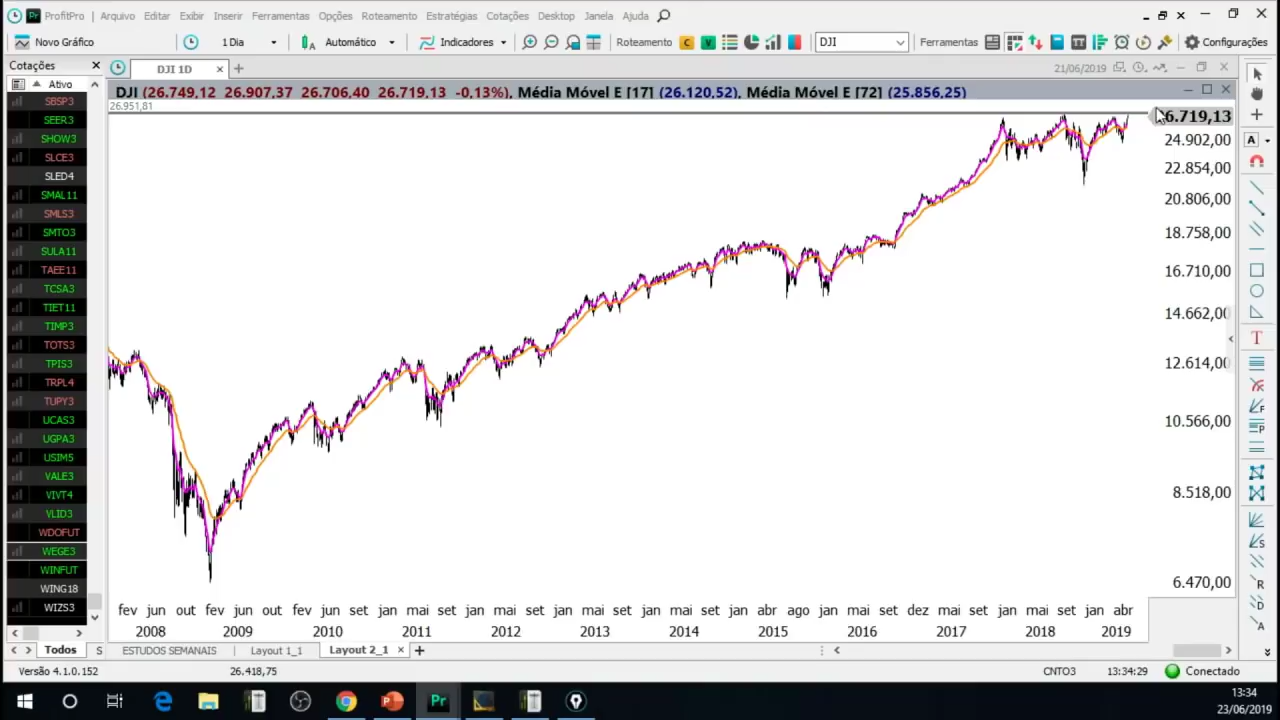 ProfitPro Arquivo Editar Exibir Inserir Ferramentas Opções Roteamento Estratégias Cotações Desktop Janela Ajuda
Novo Gráfico 1 Dia Automático Indicadores Roteamento C V DJI Ferramentas Configurações
Cotações
DJI 1D
21/06/2019
Ativo
DJI (26.749,12 26.907,37 26.706,40 26.719,13 -0,13%), Média Móvel E [17] (26.120,52), Média Móvel E [72] (25.856,25)
26.951,81
SBSP3
SEER3
SHOW3
SLCE3
SLED4
SMAL11
SMLS3
SMTO3
SULA11
TAEE11
TCSA3
TIET11
TIMP3
TOTS3
TPIS3
TRPL4
TUPY3
UCAS3
UGPA3
USIM5
VALE3
VIVT4
VLID3
WDOFUT
WEGE3
WINFUT
WING18
WIZS3
6.719,13
24.902,00
22.854,00
20.806,00
18.758,00
16.710,00
14.662,00
12.614,00
10.566,00
8.518,00
6.470,00
fev jun out fev jun out fev jun set jan mai set jan mai set jan mai set jan mai set jan abr ago jan mai set dez mai set jan mai set jan abr
2008 2009 2010 2011 2012 2013 2014 2015 2016 2017 2018 2019
Todos S ESTUDOS SEMANAIS Layout 1_1 Layout 2_1
Versão 4.1.0.152 26.418,75 CNTO3 13:34:29 Conectado
13:34
23/06/2019